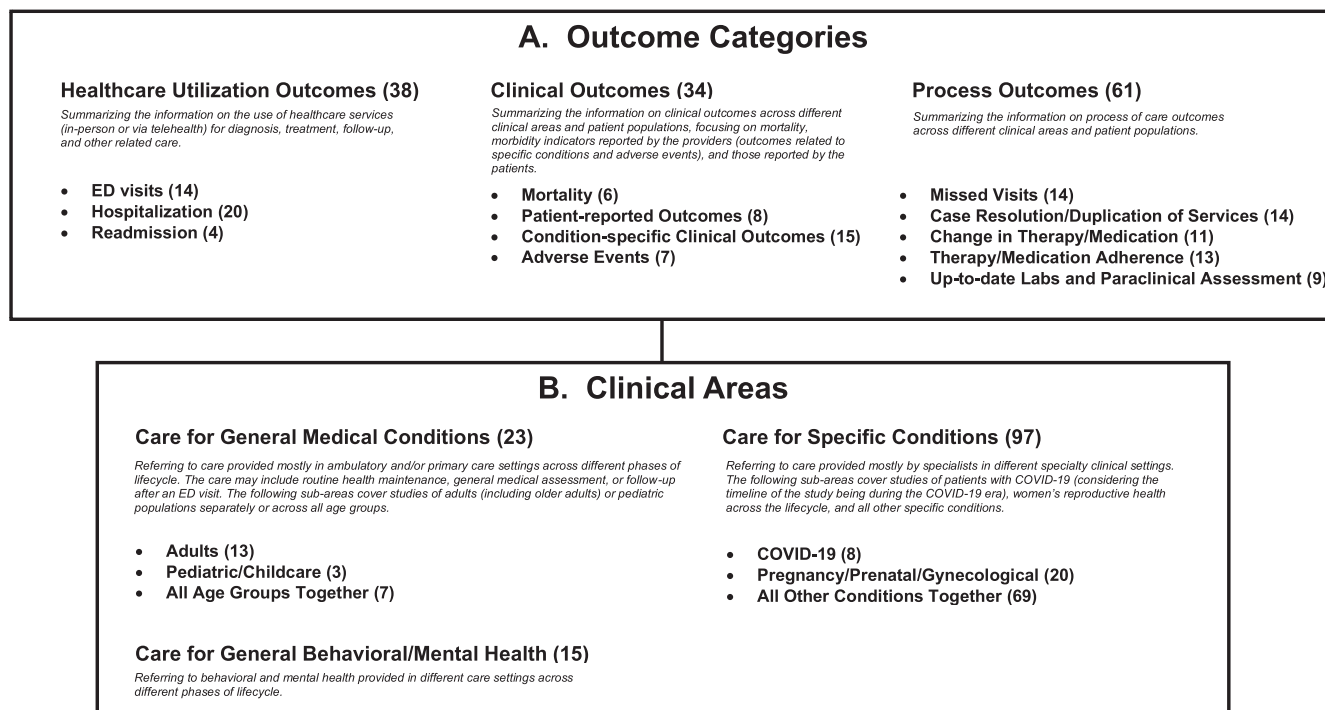 A. Outcome Categories
Healthcare Utilization Outcomes (38)
Summarizing the information on the use of healthcare services
(in-person or via telehealth) for diagnosis, treatment, follow-up,
and other related care.
• ED visits (14)
• Hospitalization (20)
• Readmission (4)
Clinical Outcomes (34)
Summarizing the information on clinical outcomes across different
clinical areas and patient populations, focusing on mortality,
morbidity indicators reported by the providers (outcomes related to
specific conditions and adverse events), and those reported by the
patients.
• Mortality (6)
• Patient-reported Outcomes (8)
• Condition-specific Clinical Outcomes (15)
• Adverse Events (7)
Process Outcomes (61)
Summarizing the information on process of care outcomes
across different clinical areas and patient populations.
• Missed Visits (14)
• Case Resolution/Duplication of Services (14)
• Change in Therapy/Medication (11)
• Therapy/Medication Adherence (13)
• Up-to-date Labs and Paraclinical Assessment (9)
B. Clinical Areas
Care for General Medical Conditions (23)
Referring to care provided mostly in ambulatory and/or primary care settings across different phases of
lifecycle. The care may include routine health maintenance, general medical assessment, or follow-up
after an ED visit. The following sub-areas cover studies of adults (including older adults) or pediatric
populations separately or across all age groups.
• Adults (13)
• Pediatric/Childcare (3)
• All Age Groups Together (7)
Care for Specific Conditions (97)
Referring to care provided mostly by specialists in different specialty clinical settings.
The following sub-areas cover studies of patients with COVID-19 (considering the
timeline of the study being during the COVID-19 era), women's reproductive health
across the lifecycle, and all other specific conditions.
• COVID-19 (8)
• Pregnancy/Prenatal/Gynecological (20)
• All Other Conditions Together (69)
Care for General Behavioral/Mental Health (15)
Referring to behavioral and mental health provided in different care settings across
different phases of lifecycle.